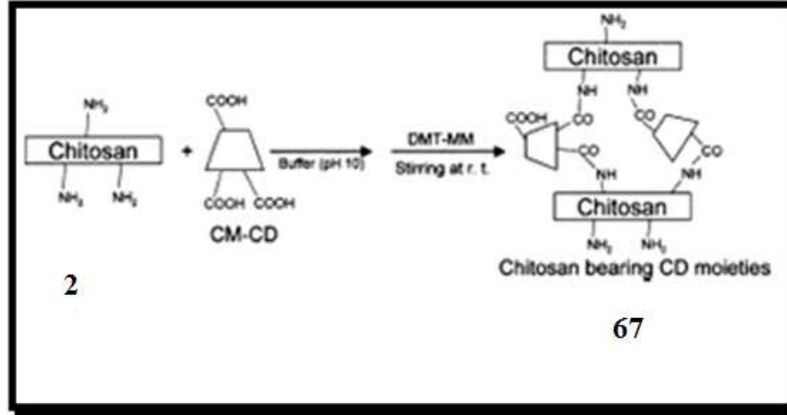 NH2
Chitosan
NH2 NH2
2
+
COOH
COOH COOH
CM-CD
Buffer (pH 10)
DMT-MM
Stirring at r. t.
NH2
Chitosan
NH NH
COOH CO CO
CO CO
NH NH
Chitosan
NH2 NH2
Chitosan bearing CD moieties
67